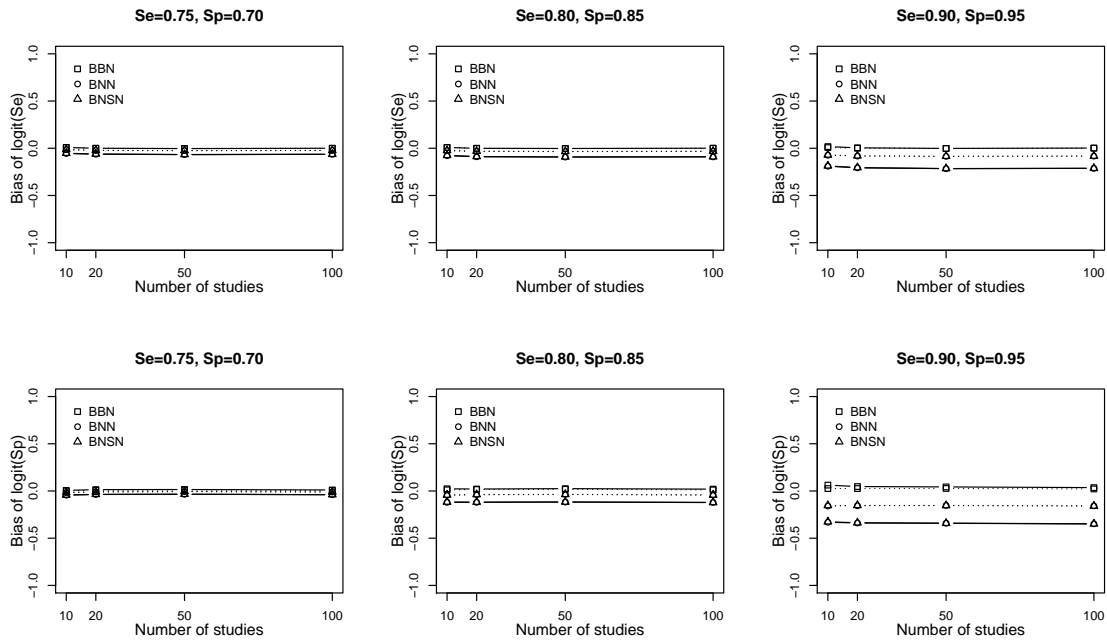 Se=0.75, Sp=0.70
Bias of logit(Se)
1.0
0.5
0.0
−0.5
−1.0
BBN
BNN
BNSN
10 20 50 100
Number of studies
Se=0.80, Sp=0.85
Bias of logit(Se)
1.0
0.5
0.0
−0.5
−1.0
BBN
BNN
BNSN
10 20 50 100
Number of studies
Se=0.90, Sp=0.95
Bias of logit(Se)
1.0
0.5
0.0
−0.5
−1.0
BBN
BNN
BNSN
10 20 50 100
Number of studies
Se=0.75, Sp=0.70
Bias of logit(Sp)
1.0
0.5
0.0
−0.5
−1.0
BBN
BNN
BNSN
10 20 50 100
Number of studies
Se=0.80, Sp=0.85
Bias of logit(Sp)
1.0
0.5
0.0
−0.5
−1.0
BBN
BNN
BNSN
10 20 50 100
Number of studies
Se=0.90, Sp=0.95
Bias of logit(Sp)
1.0
0.5
0.0
−0.5
−1.0
BBN
BNN
BNSN
10 20 50 100
Number of studies